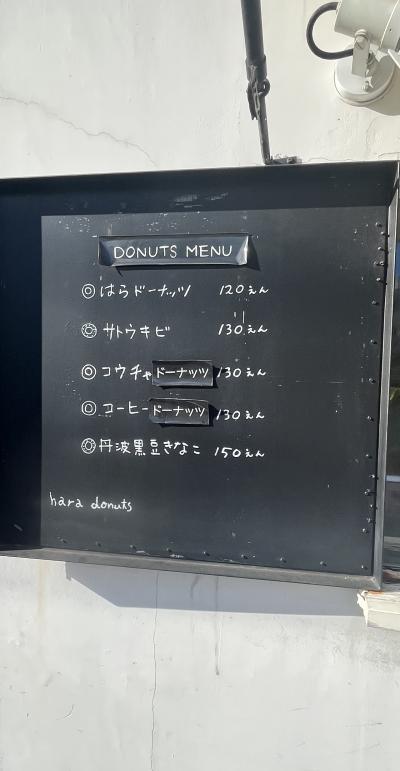 DONUTS MENU
◎はらドーナッツ 120えん
◎サトウキビ 130えん
◎コウチャドーナッツ 130えん
◎コーヒードーナッツ 130えん
◎丹波黒豆きなこ 150えん
hara donuts